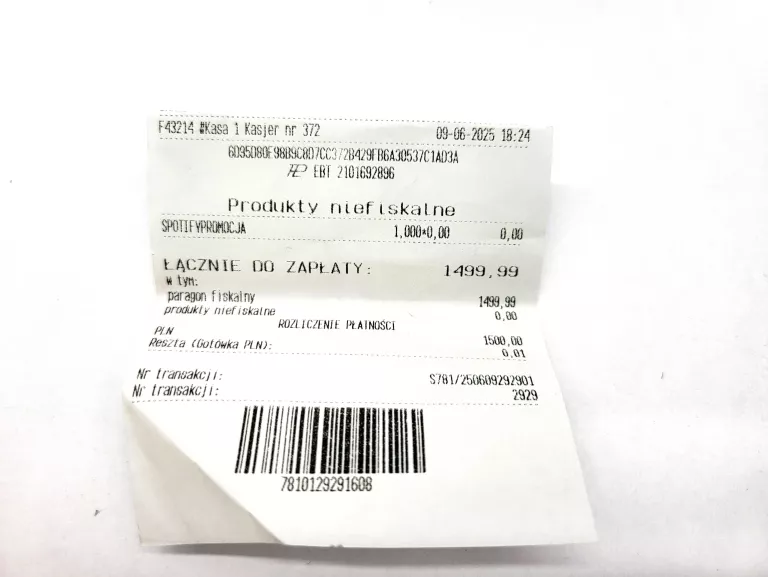 F43214 #Kasa 1 Kasjer nr 372 09-06-2025 18:24
6D95D80F98B9C8D7CC372B429FB6A30537C1AD3A
EBT 2101692896
Produkty niefiskalne
SPOTIFYPROMOCJA 1,000*0,00 0,00
ŁĄCZNIE DO ZAPŁATY: 1499,99
W tym:
paragon fiskalny 1499,99
produkty niefiskalne 0,00
ROZLICZENIE PŁATNOŚCI
PLN 1500,00
Reszta (Gotówka PLN): 0,01
Nr transakcji: S781/250609292901
Nr transakcji: 2929
7810129291608